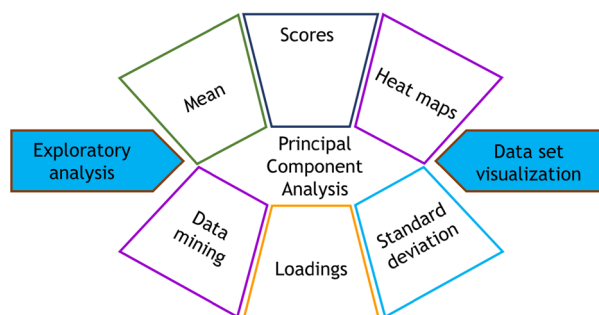 Scores
Mean
Heat maps
Exploratory
analysis
Principal
Component
Analysis
Data set
visualization
Data
mining
Loadings
Standard
deviation